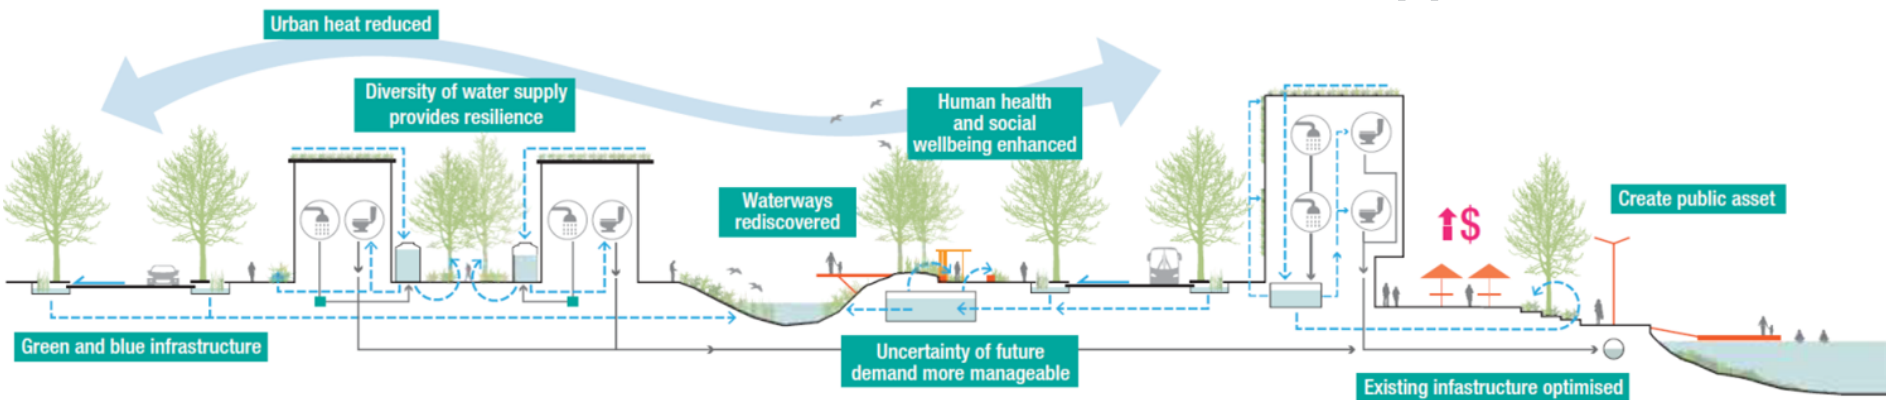 Urban heat reduced
Diversity of water supply
provides resilience
Human health
and social
wellbeing enhanced
Waterways
rediscovered
Create public asset
$
Green and blue infrastructure
Uncertainty of future
demand more manageable
Existing infastructure optimised